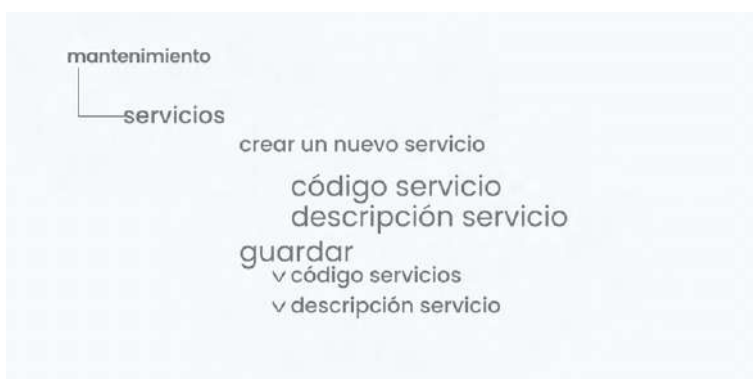 mantenimiento
servicios
crear un nuevo servicio
código servicio
descripción servicio
guardar
v código servicios
v descripción servicio